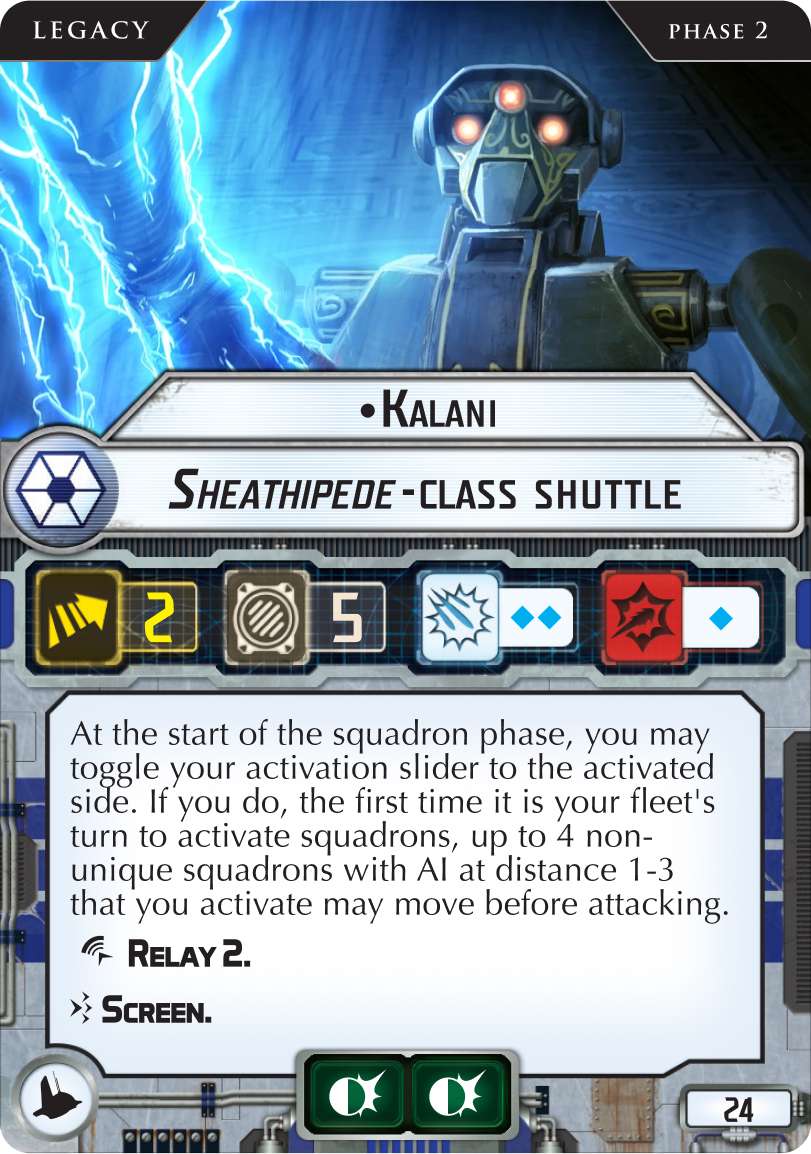 LEGACY
PHASE 2
•KALANI
SHEATHIPEDE-CLASS SHUTTLE
2
5
At the start of the squadron phase, you may
toggle your activation slider to the activated
side. If you do, the first time it is your fleet's
turn to activate squadrons, up to 4 non-
unique squadrons with AI at distance 1-3
that you activate may move before attacking.
RELAY 2.
SCREEN.
24